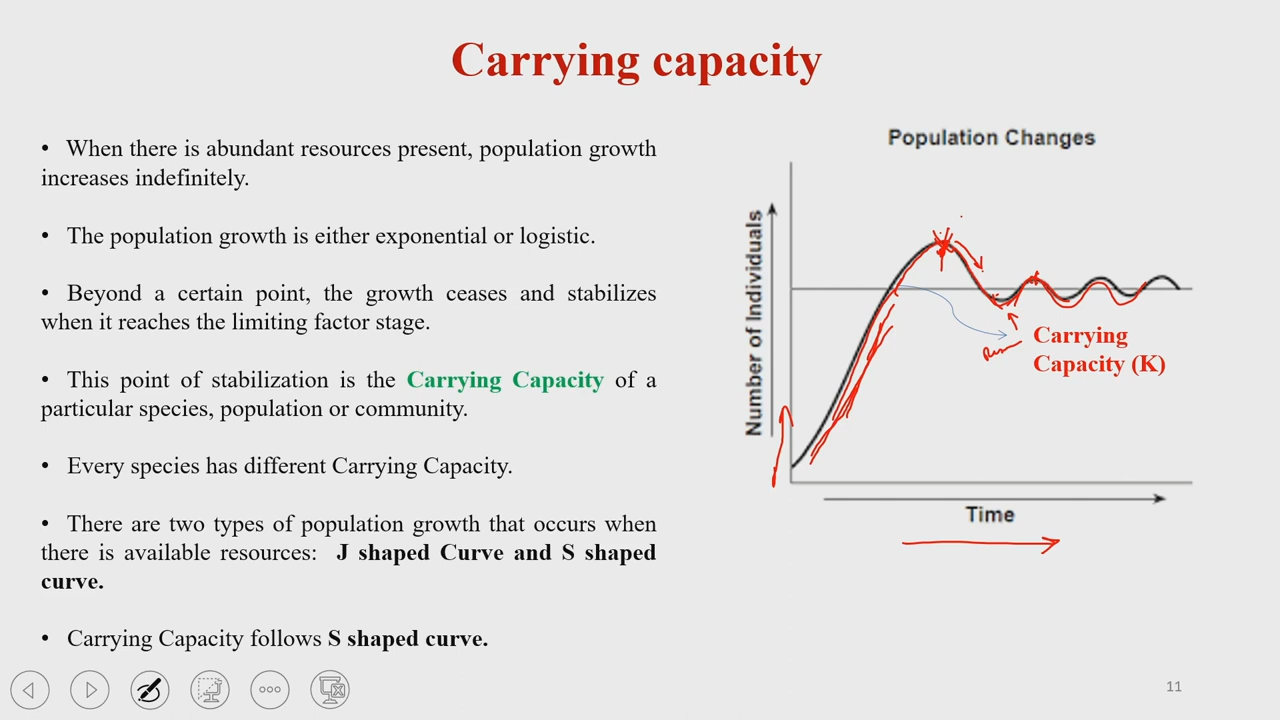 Carrying capacity
• When there is abundant resources present, population growth
increases indefinitely.
• The population growth is either exponential or logistic.
• Beyond a certain point, the growth ceases and stabilizes
when it reaches the limiting factor stage.
• This point of stabilization is the Carrying Capacity of a
particular species, population or community.
• Every species has different Carrying Capacity.
• There are two types of population growth that occurs when
there is available resources: J shaped Curve and S shaped
curve.
• Carrying Capacity follows S shaped curve.
Population Changes
Number of Individuals
Carrying
Capacity (K)
Time
11